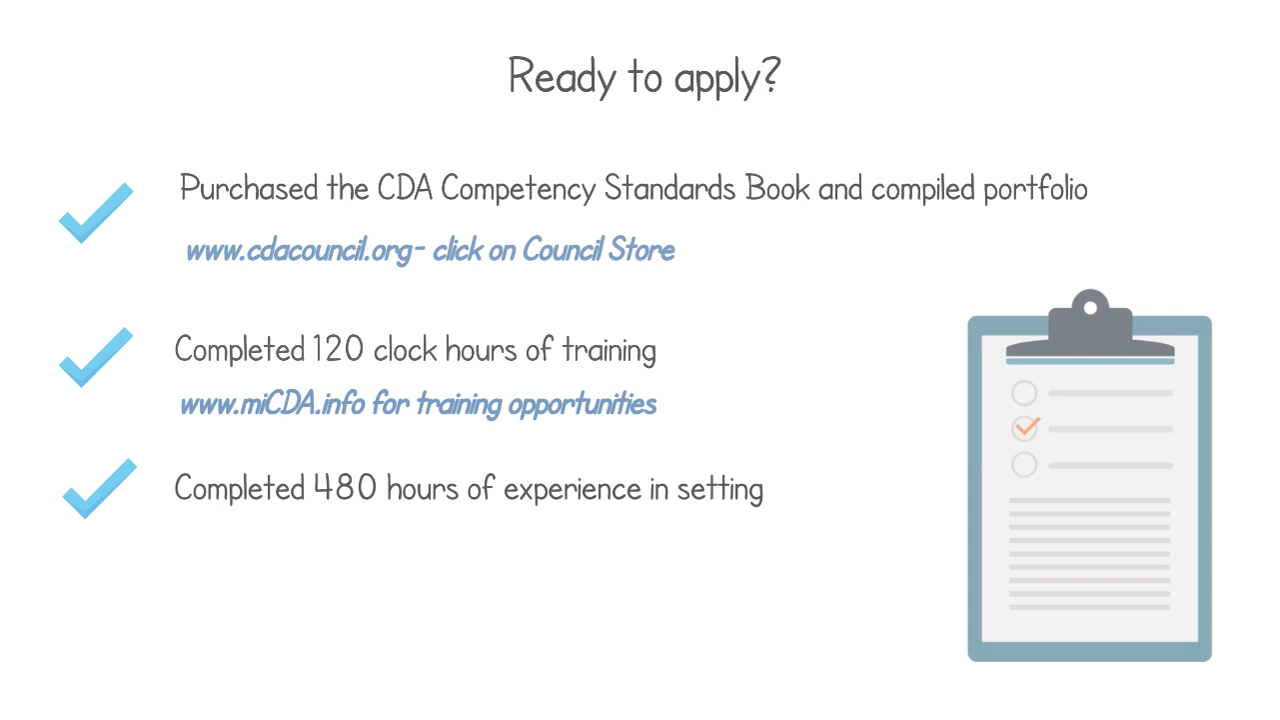 Ready to apply?
Purchased the CDA Competency Standards Book and compiled portfolio
www.cdacouncil.org- click on Council Store
Completed 120 clock hours of training
www.miCDA.info for training opportunities
Completed 480 hours of experience in setting